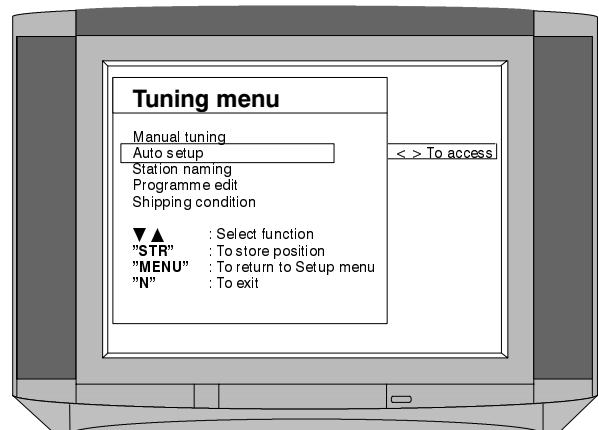 Tuning menu
Manual tuning
Auto setup
< > To access
Station naming
Programme edit
Shipping condition
▼ ▲ : Select function
”STR” : To store position
”MENU” : To return to Setup menu
”N” : To exit